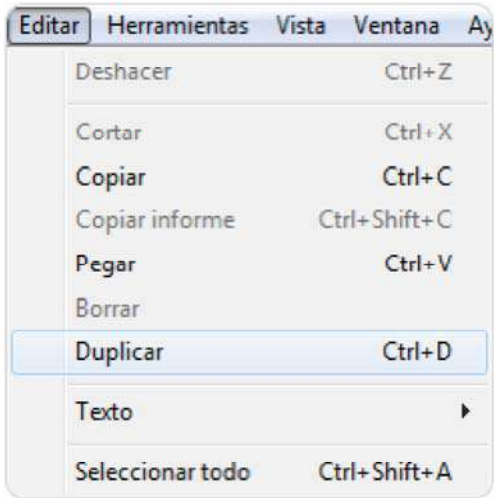 Editar Herramientas Vista Ventana
Deshacer Ctrl+Z
Cortar Ctrl+X
Copiar Ctrl+C
Copiar informe Ctrl+Shift+C
Pegar Ctrl+V
Borrar
Duplicar Ctrl+D
Texto
Seleccionar todo Ctrl+Shift+A